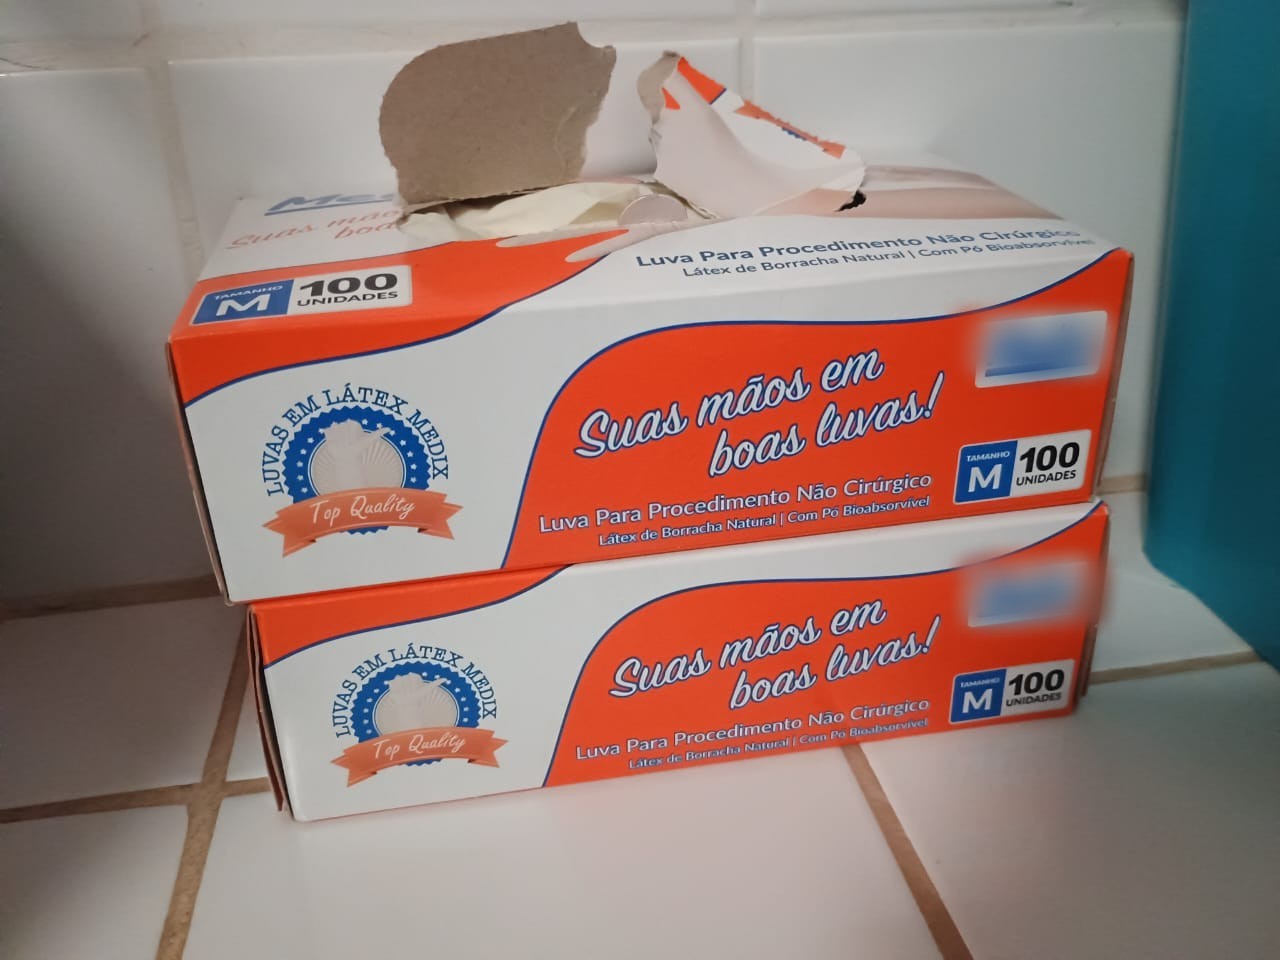 Suas mãos
boas
TAMANHO
M
100
UNIDADES
Luva Para Procedimento Não Cirúrgico
Látex de Borracha Natural | Com Pó Bioabsorvível
LUVAS EM LÁTEX MEDIX
Top Quality
Suas mãos em
boas luvas!
Luva Para Procedimento Não Cirúrgico
Látex de Borracha Natural | Com Pó Bioabsorvível
TAMANHO
M
100
UNIDADES
LUVAS EM LÁTEX MEDIX
Top Quality
Suas mãos em
boas luvas!
Luva Para Procedimento Não Cirúrgico
Látex de Borracha Natural | Com Pó Bioabsorvível
TAMANHO
M
100
UNIDADES